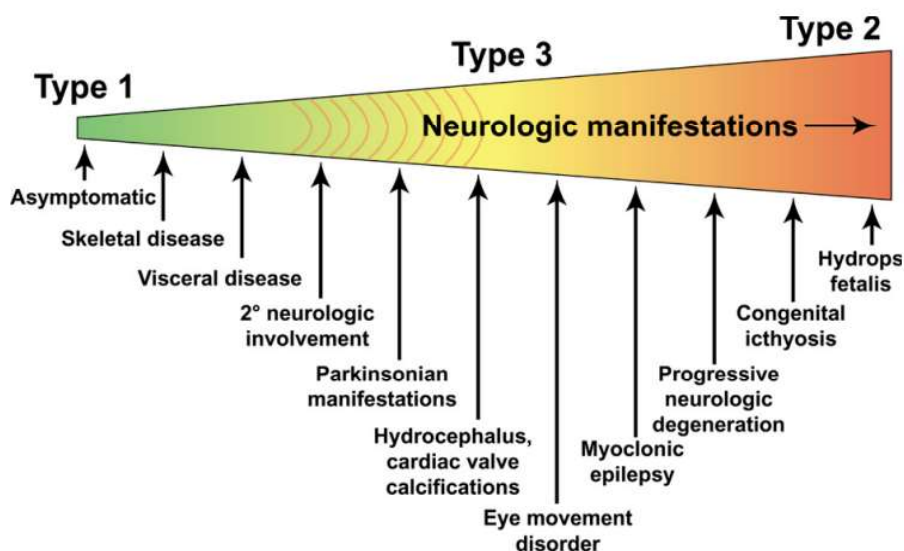 Type 1
Type 3
Type 2
Neurologic manifestations
Asymptomatic
Skeletal disease
Visceral disease
2° neurologic
involvement
Parkinsonian
manifestations
Hydrocephalus,
cardiac valve
calcifications
Eye movement
disorder
Myoclonic
epilepsy
Progressive
neurologic
degeneration
Congenital
icthyosis
Hydrops
fetalis